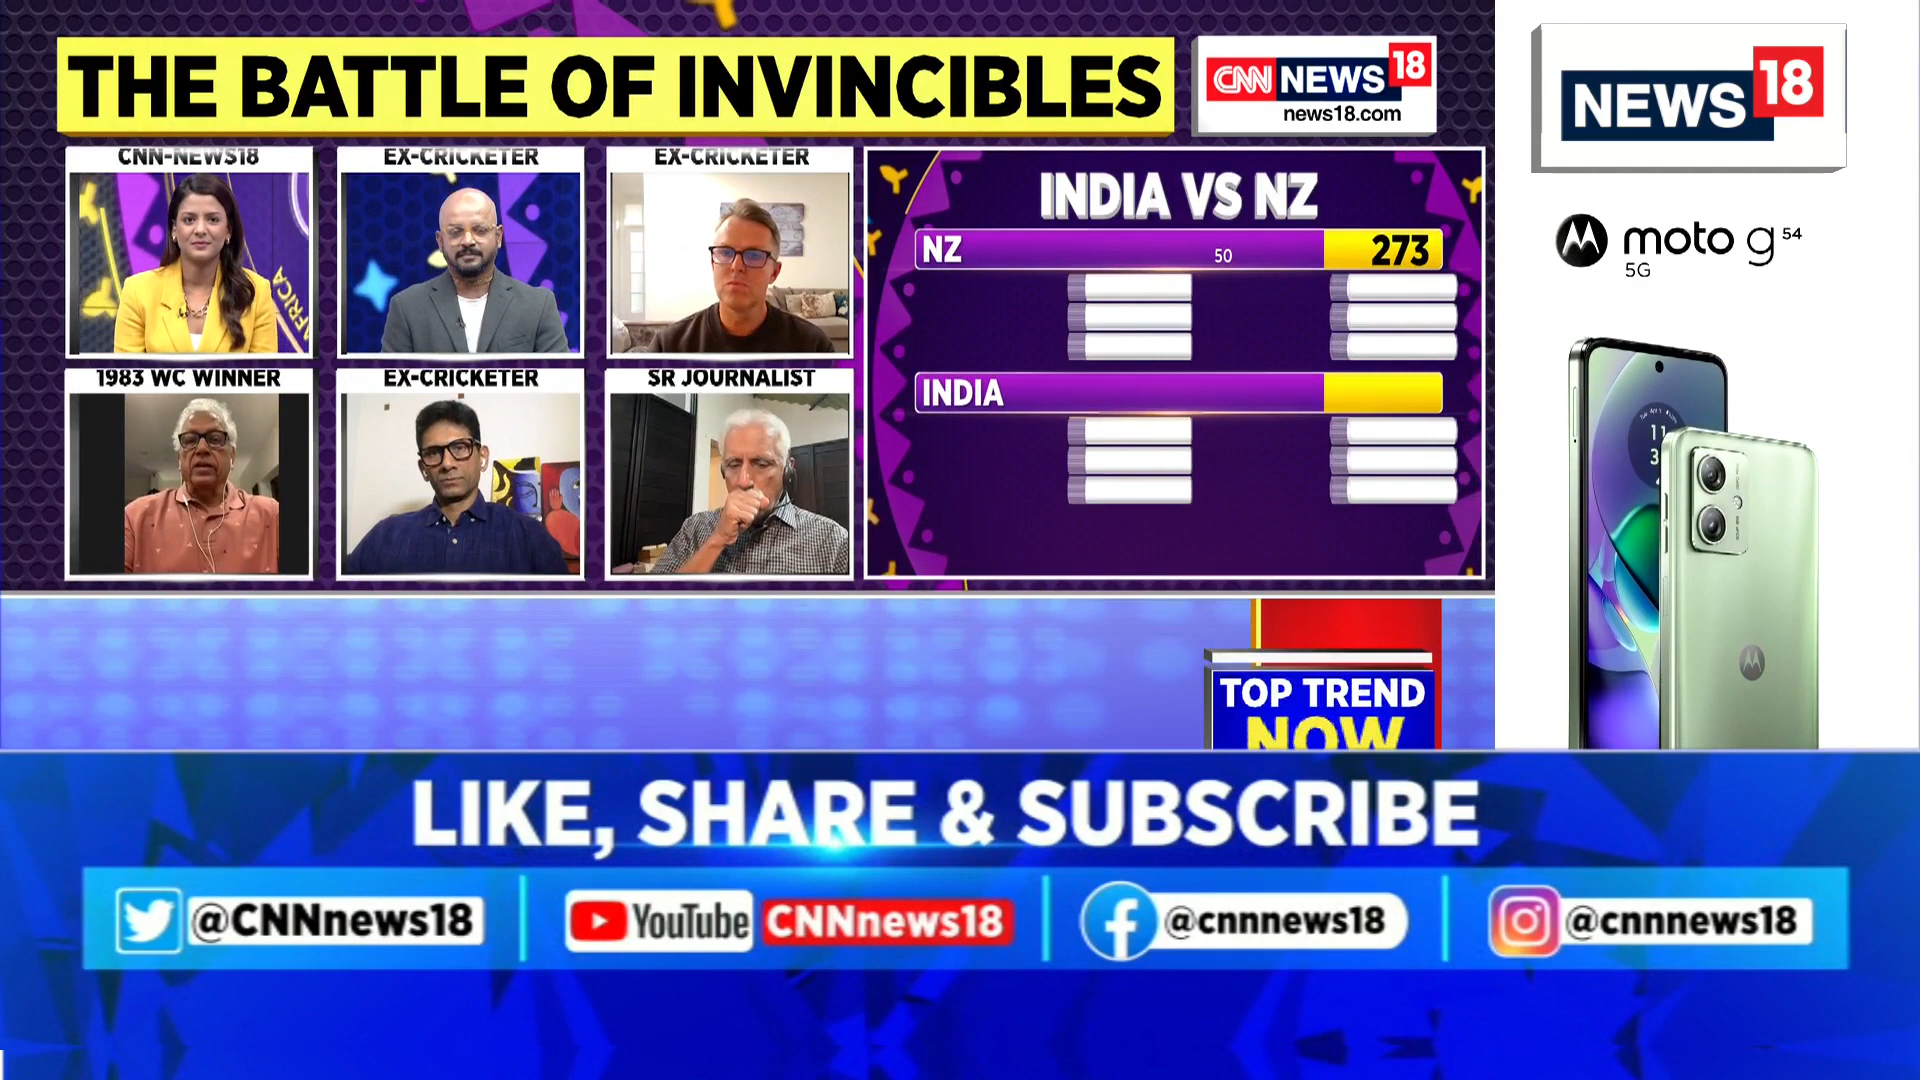 THE BATTLE OF INVINCIBLES
CNN NEWS 18
news18.com
NEWS 18
moto g 54
5G
CNN-NEWS18
EX-CRICKETER
EX-CRICKETER
AFRICA
1983 WC WINNER
EX-CRICKETER
SR JOURNALIST
INDIA VS NZ
NZ 50 273
INDIA
TOP TREND
NOW
LIKE, SHARE & SUBSCRIBE
@CNNnews18
YouTube CNNnews18
@cnnnews18
@cnnnews18